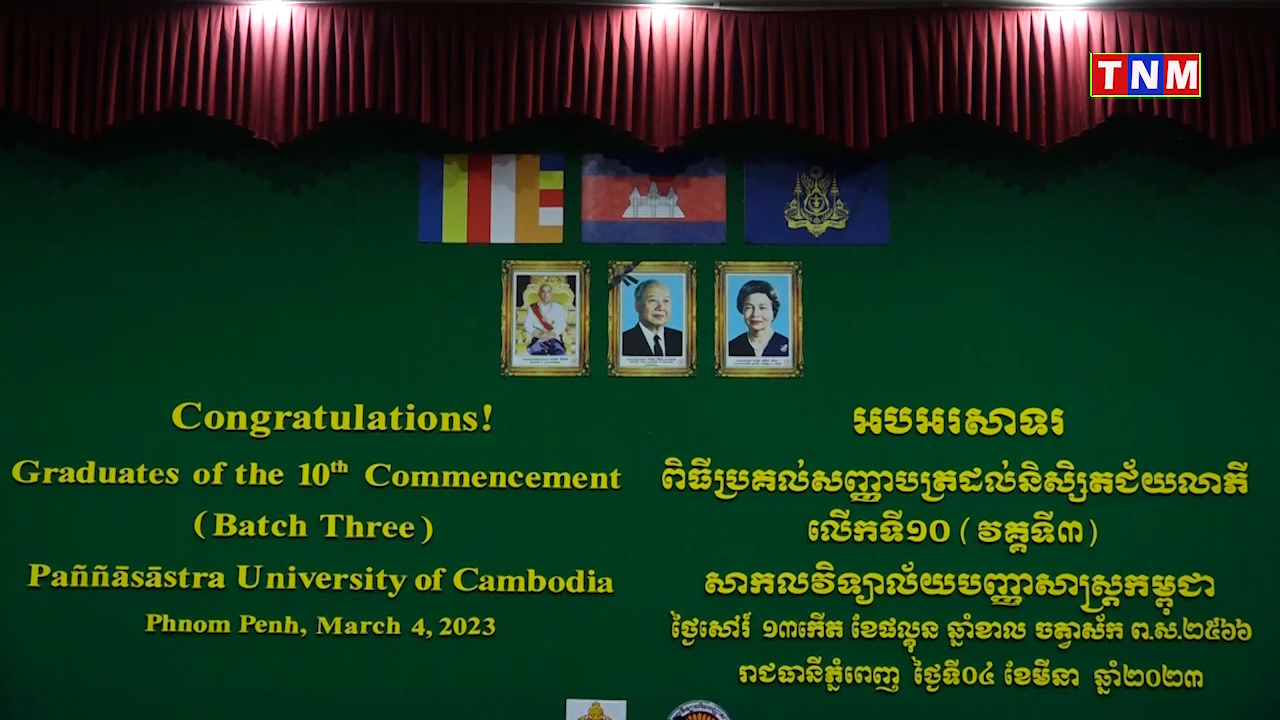 TNM
Congratulations!
Graduates of the 10th Commencement
(Batch Three)
Paññāsāstra University of Cambodia
Phnom Penh, March 4, 2023
អបអរសាទរ
ពិធីប្រគល់សញ្ញាបត្រដល់និស្សិតជ័យលាភី
លើកទី១០ (វគ្គទី៣)
សាកលវិទ្យាល័យបញ្ញាសាស្ត្រកម្ពុជា
ថ្ងៃសៅរ៍ ១៣កើត ខែផល្គុន ឆ្នាំខាល ចត្វាស័ក ព.ស.២៥៦៦
រាជធានីភ្នំពេញ ថ្ងៃទី០៤ ខែមីនា ឆ្នាំ២០២៣